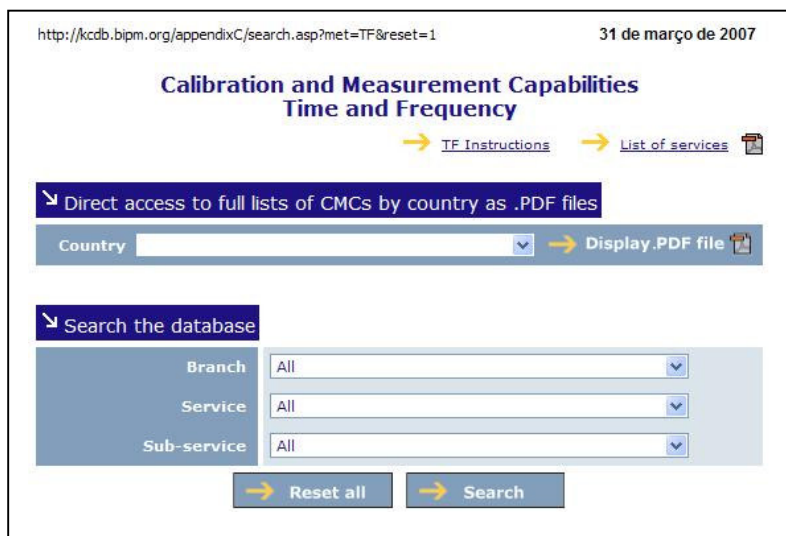 http://kcdb.bipm.org/appendixC/search.asp?met=TF&reset=1 31 de março de 2007
Calibration and Measurement Capabilities
Time and Frequency
TF Instructions List of services
Direct access to full lists of CMCs by country as .PDF files
Country Display.PDF file
Search the database
Branch All
Service All
Sub-service All
Reset all Search